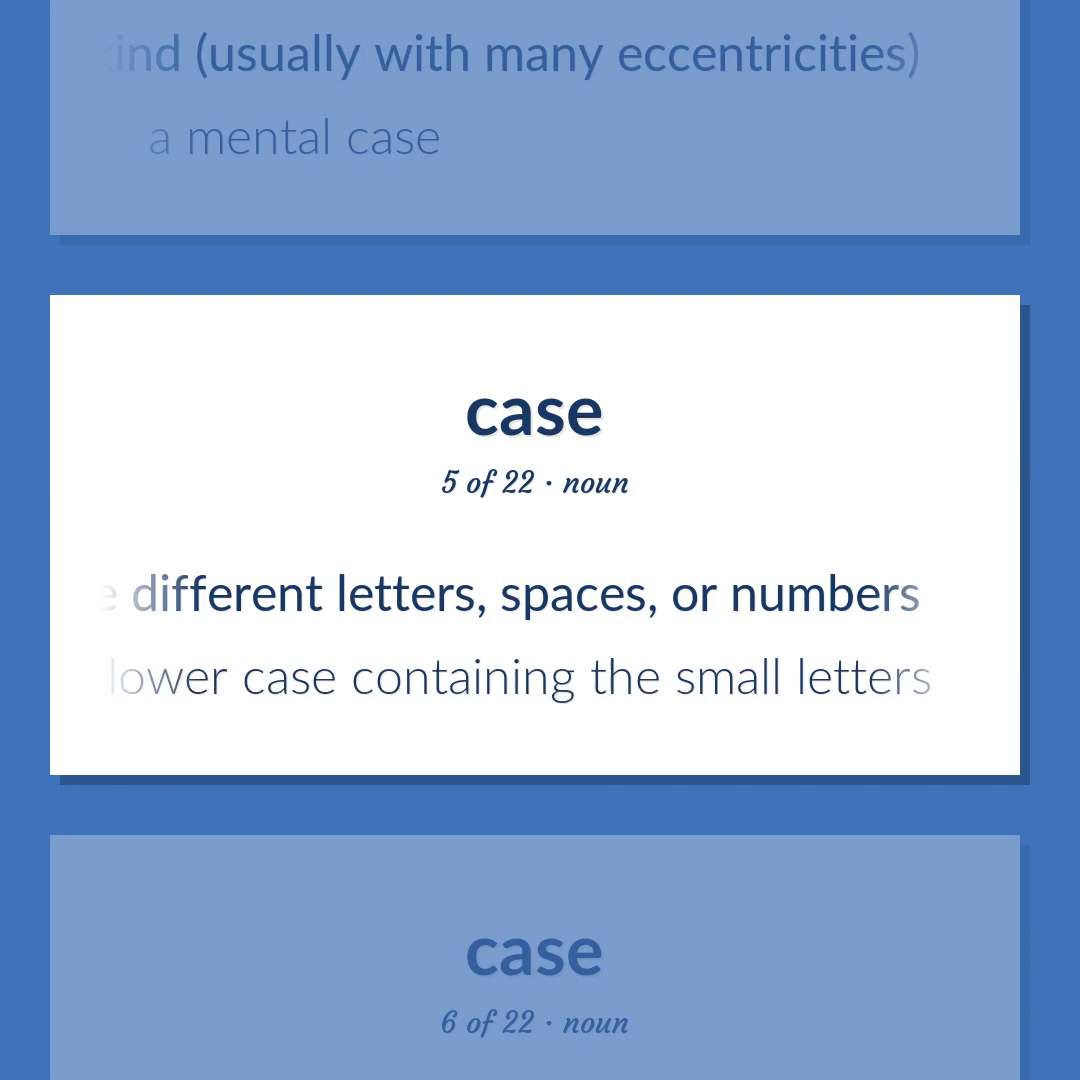 kind (usually with many eccentricities)
a mental case
case
5 of 22 · noun
e different letters, spaces, or numbers
lower case containing the small letters
case
6 of 22 · noun